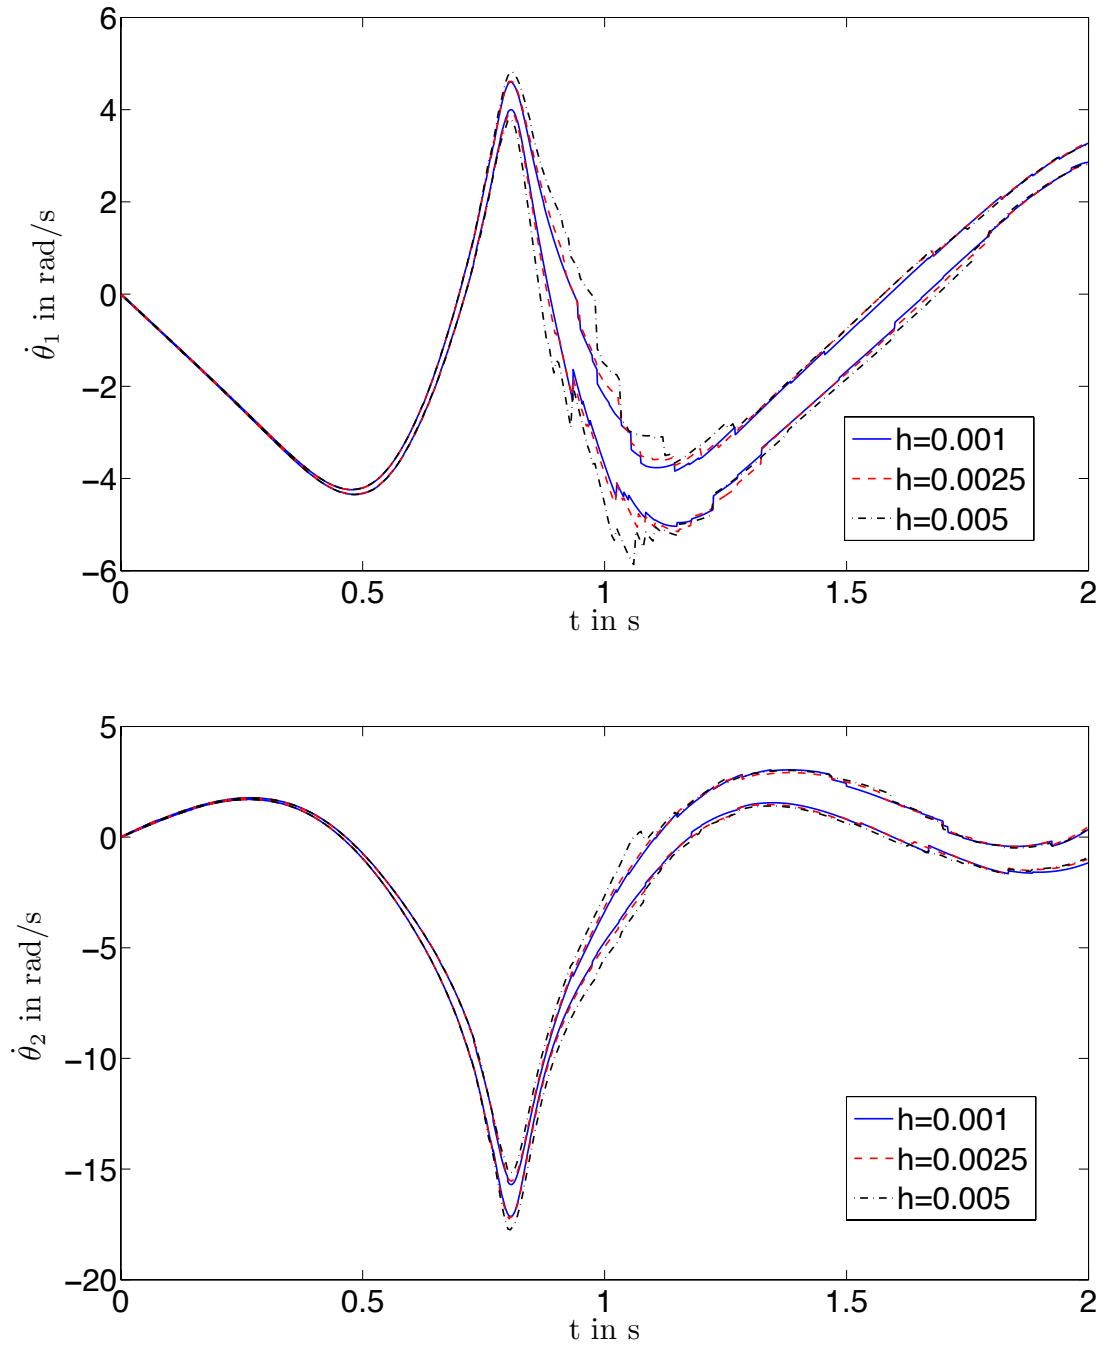 6
4
2
0
−2
−4
−6
θ̇₁ in rad/s
h=0.001
h=0.0025
h=0.005
0 0.5 1 1.5 2
t in s
5
0
−5
−10
−15
−20
θ̇₂ in rad/s
h=0.001
h=0.0025
h=0.005
0 0.5 1 1.5 2
t in s